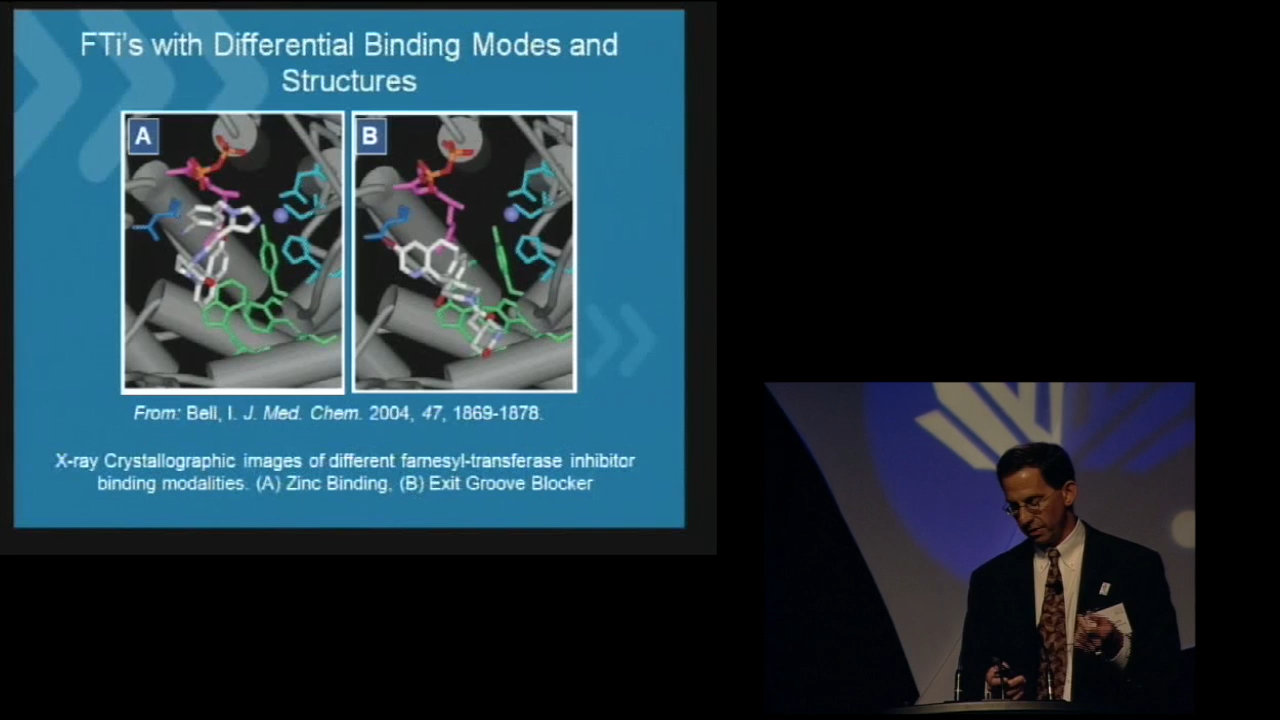 FTi's with Differential Binding Modes and
Structures
A
B
From: Bell, I. J. Med. Chem. 2004, 47, 1869-1878.
X-ray Crystallographic images of different farnesyl-transferase inhibitor
binding modalities. (A) Zinc Binding, (B) Exit Groove Blocker